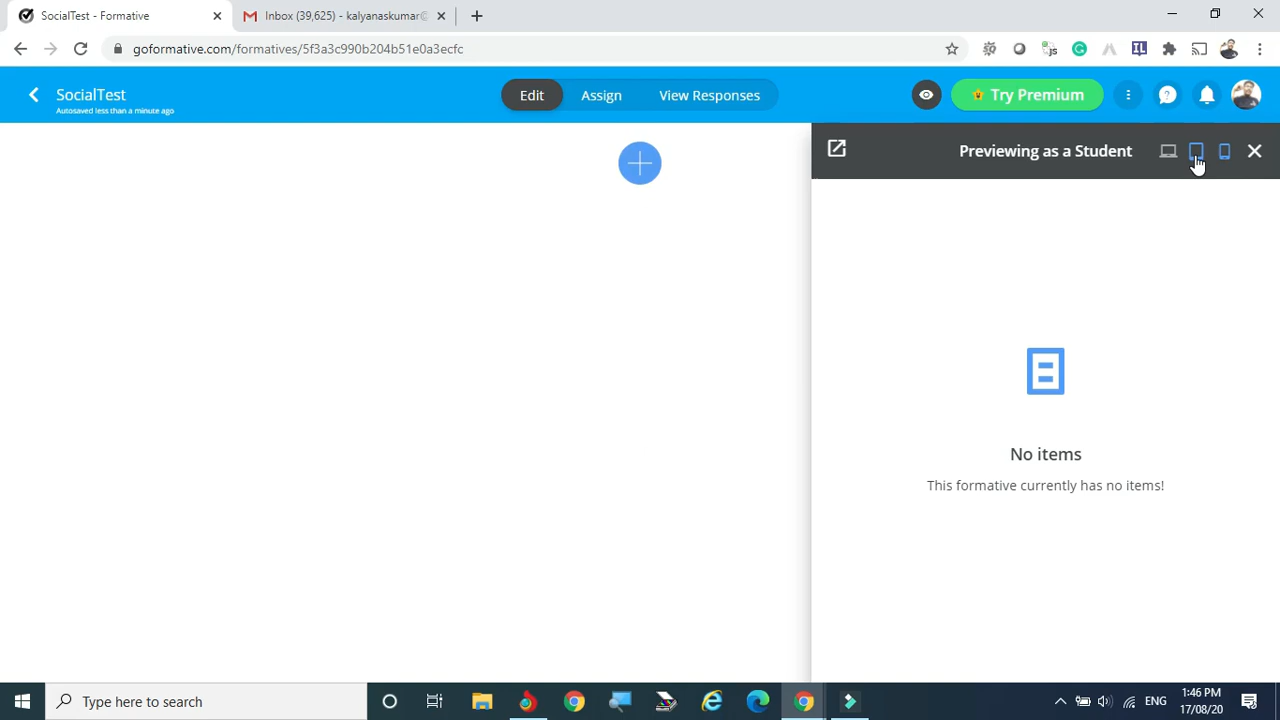 SocialTest - Formative
Inbox (39,625) - kalyanaskumar@
goformative.com/formatives/5f3a3c990b204b51e0a3ecfc
SocialTest
Autosaved less than a minute ago
Edit
Assign
View Responses
Try Premium
Previewing as a Student
No items
This formative currently has no items!
Type here to search
ENG
1:46 PM
17/08/20